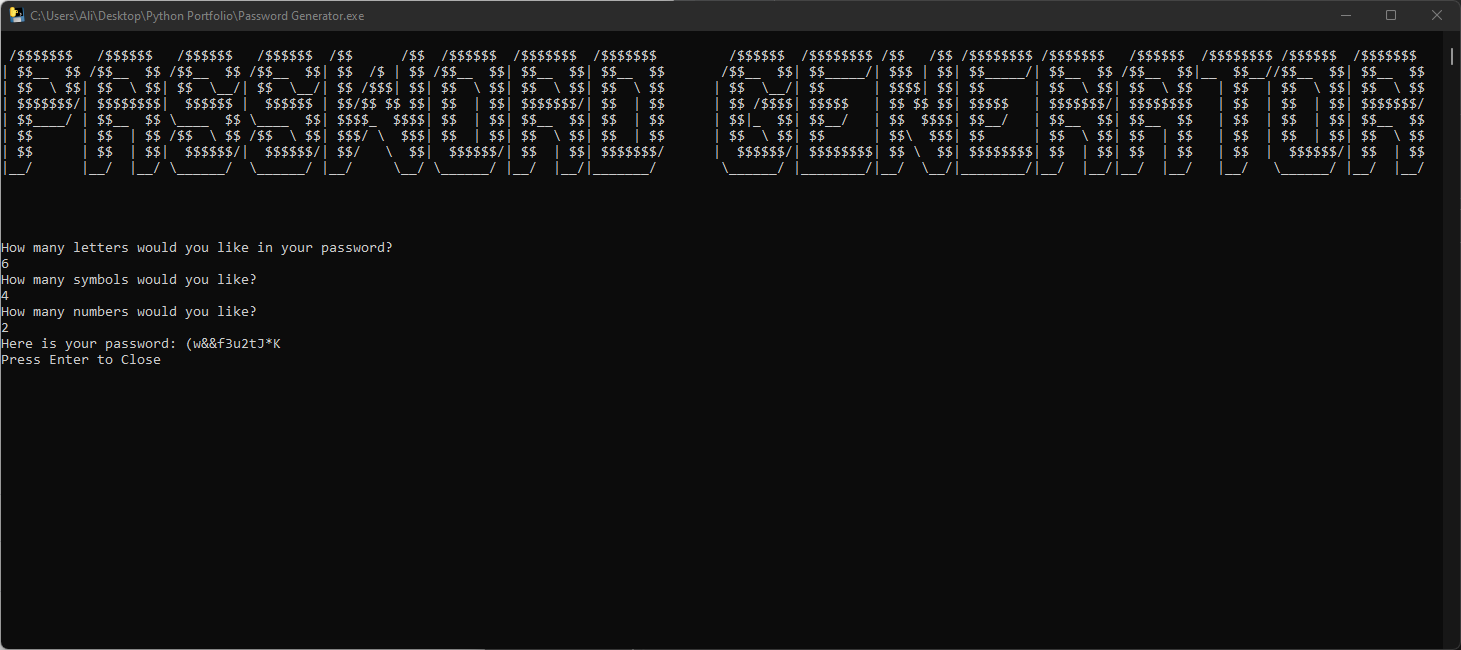 C:\Users\Ali\Desktop\Python Portfolio\Password Generator.exe
PASSWORD GENERATOR
How many letters would you like in your password?
6
How many symbols would you like?
4
How many numbers would you like?
2
Here is your password: (w&&f3u2tJ*K
Press Enter to Close